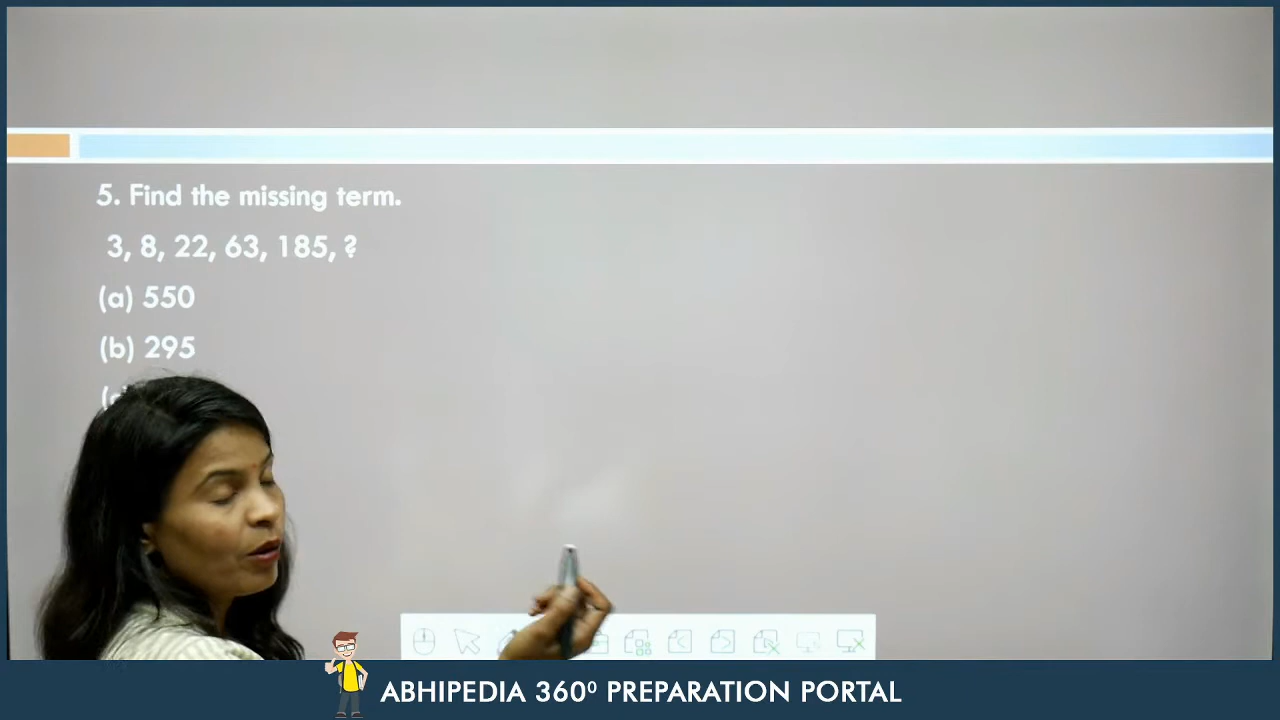 5. Find the missing term.
3, 8, 22, 63, 185, ?
(a) 550
(b) 295
ABHIPEDIA 360⁰ PREPARATION PORTAL